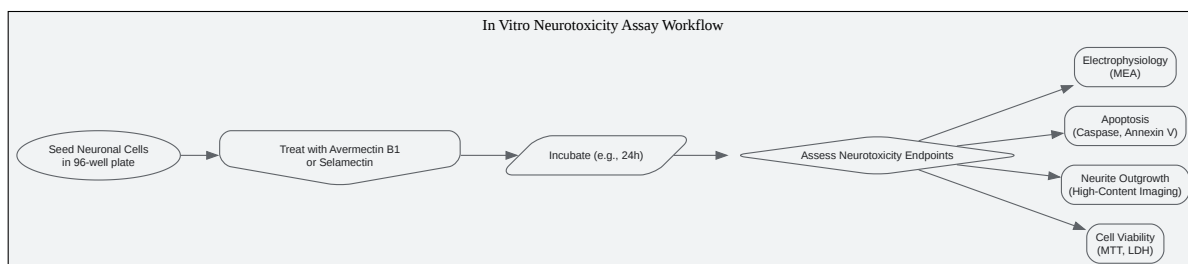 In Vitro Neurotoxicity Assay Workflow
Seed Neuronal Cells
in 96-well plate
Treat with Avermectin B1
or Selamectin
Incubate (e.g., 24h)
Assess Neurotoxicity Endpoints
Electrophysiology
(MEA)
Apoptosis
(Caspase, Annexin V)
Neurite Outgrowth
(High-Content Imaging)
Cell Viability
(MTT, LDH)